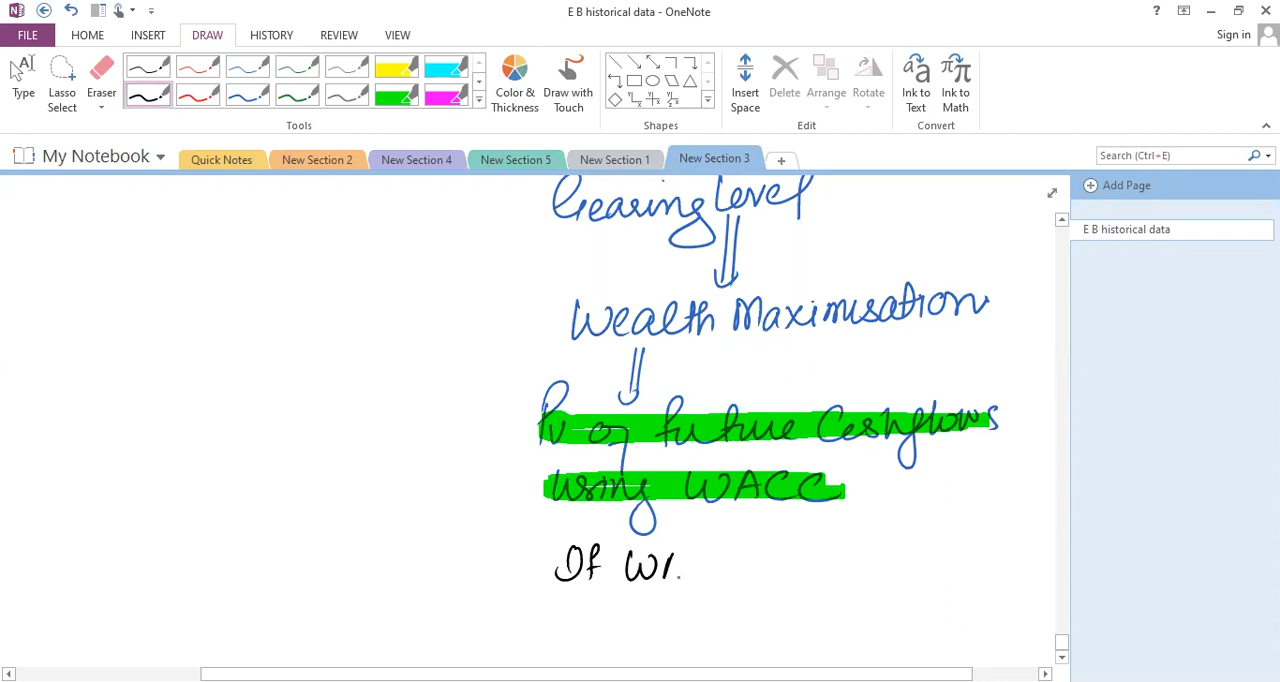 E B historical data - OneNote
?
Sign in
FILE HOME INSERT DRAW HISTORY REVIEW VIEW
Type
Lasso Select
Eraser
Color & Thickness
Draw with Touch
Insert Space
Delete
Arrange
Rotate
Ink to Text
Ink to Math
Tools
Shapes
Edit
Convert
My Notebook
Quick Notes
New Section 2
New Section 4
New Section 5
New Section 1
New Section 3
Search (Ctrl+E)
Add Page
E B historical data
Gearing Level
Wealth Maximisation
PV of future Cashflows
using WACC
If